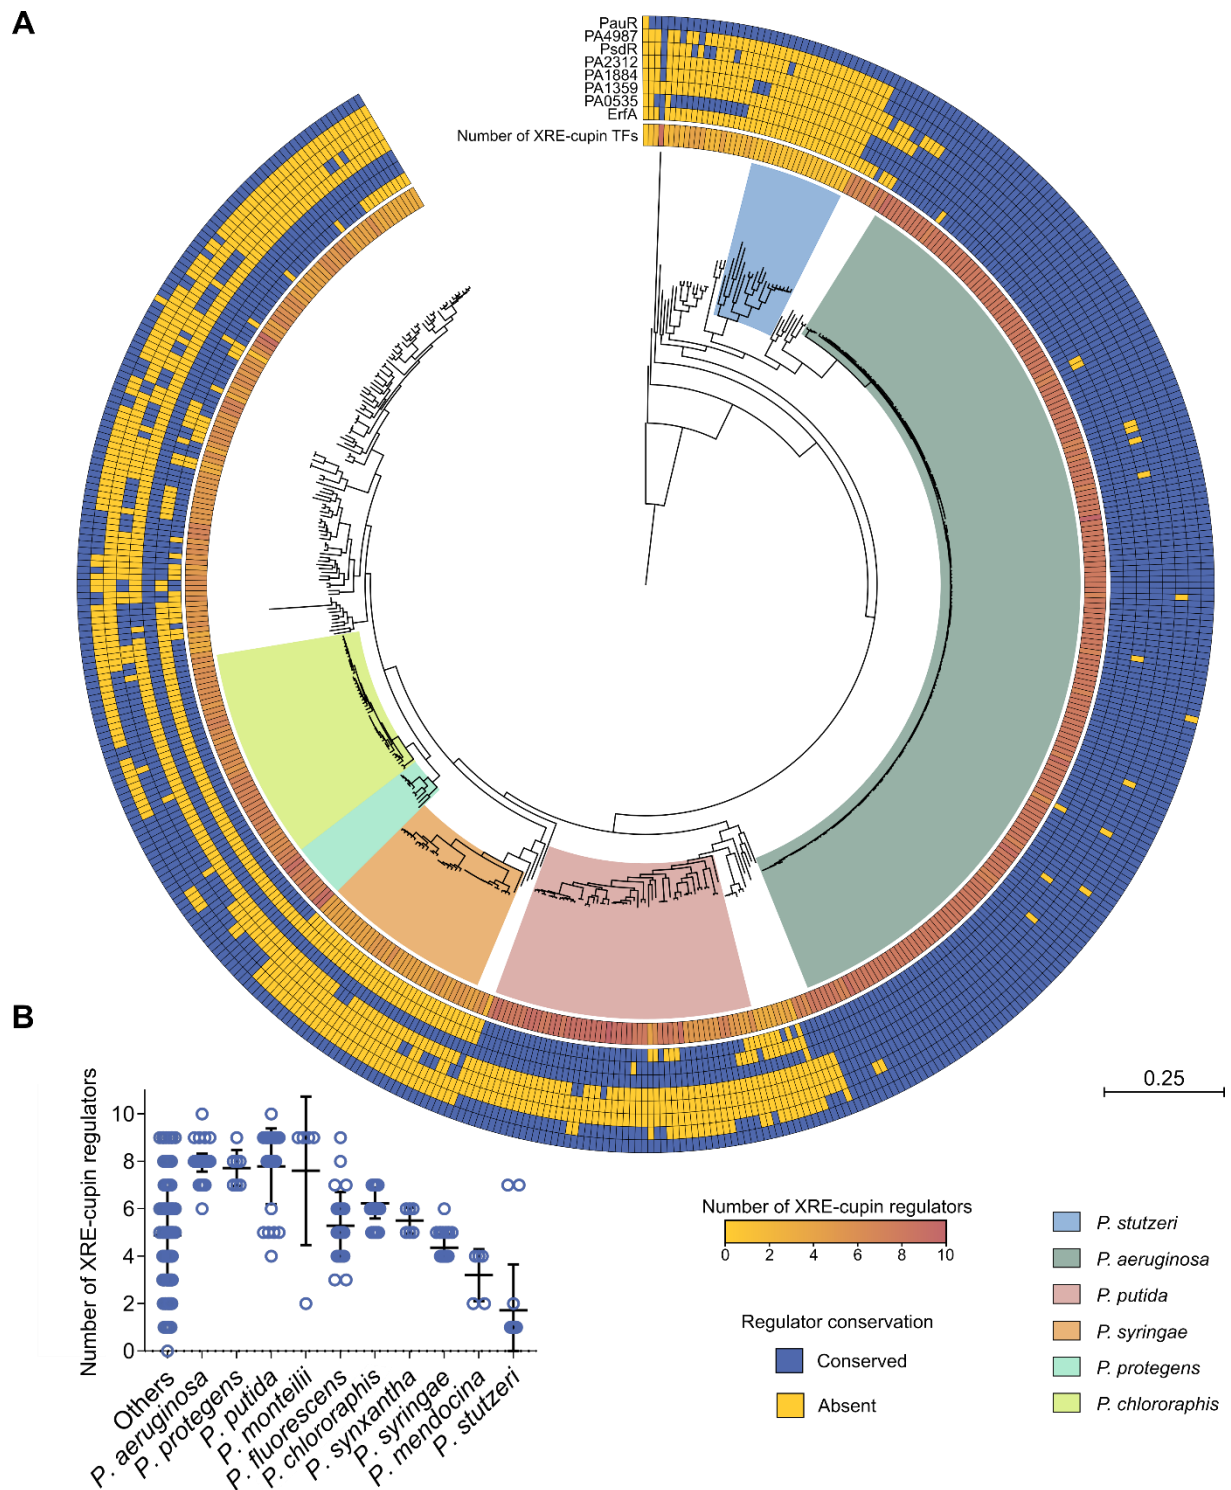 A
PauR
PA4987
PsdR
PA2312
PA1884
PA1359
PA0535
ErfA
Number of XRE-cupin TFs
0.25
B
Number of XRE-cupin regulators
10
8
6
4
2
0
Others
P. aeruginosa
P. protegens
P. putida
P. monteilii
P. fluorescens
P. chlororaphis
P. synxantha
P. syringae
P. mendocina
P. stutzeri
Number of XRE-cupin regulators
0 2 4 6 8 10
Regulator conservation
Conserved
Absent
P. stutzeri
P. aeruginosa
P. putida
P. syringae
P. protegens
P. chlororaphis